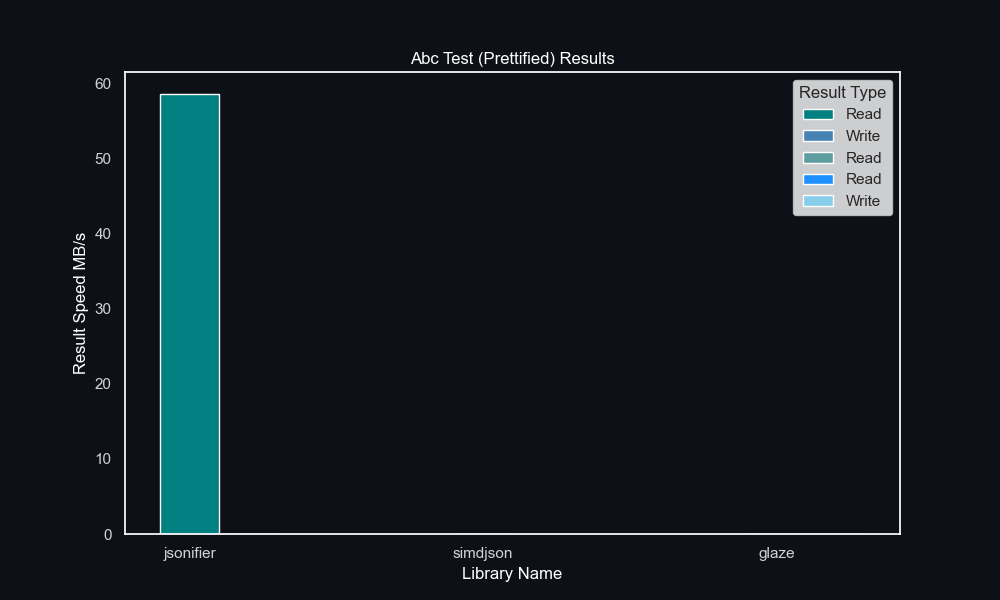 Abc Test (Prettified) Results
Result Type
Read
Write
Read
Read
Write
Result Speed MB/s
60
50
40
30
20
10
0
jsonifier simdjson glaze
Library Name